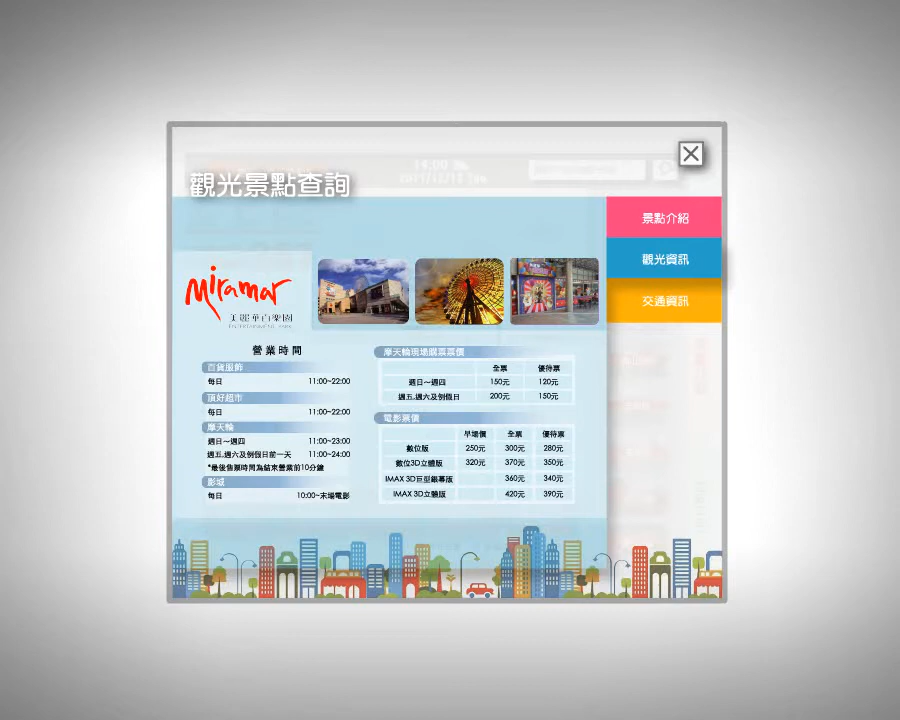 觀光景點查詢
景點介紹
觀光資訊
交通資訊
Miramar
美麗華百樂園
ENTERTAINMENT PARK
營業時間
百貨服飾
每日 11:00~22:00
頂好超市
每日 11:00~22:00
摩天輪
週日~週四 11:00~23:00
週五,週六及例假日前一天 11:00~24:00
*最後售票時間為結束營業前10分鐘
影城
每日 10:00~末場電影
摩天輪現場購票票價
全票 優待票
週日~週四 150元 120元
週五,週六及例假日 200元 150元
電影票價
早場價 全票 優待票
數位版 250元 300元 280元
數位3D立體版 320元 370元 350元
IMAX 3D巨型銀幕版 360元 340元
IMAX 3D立體版 420元 390元